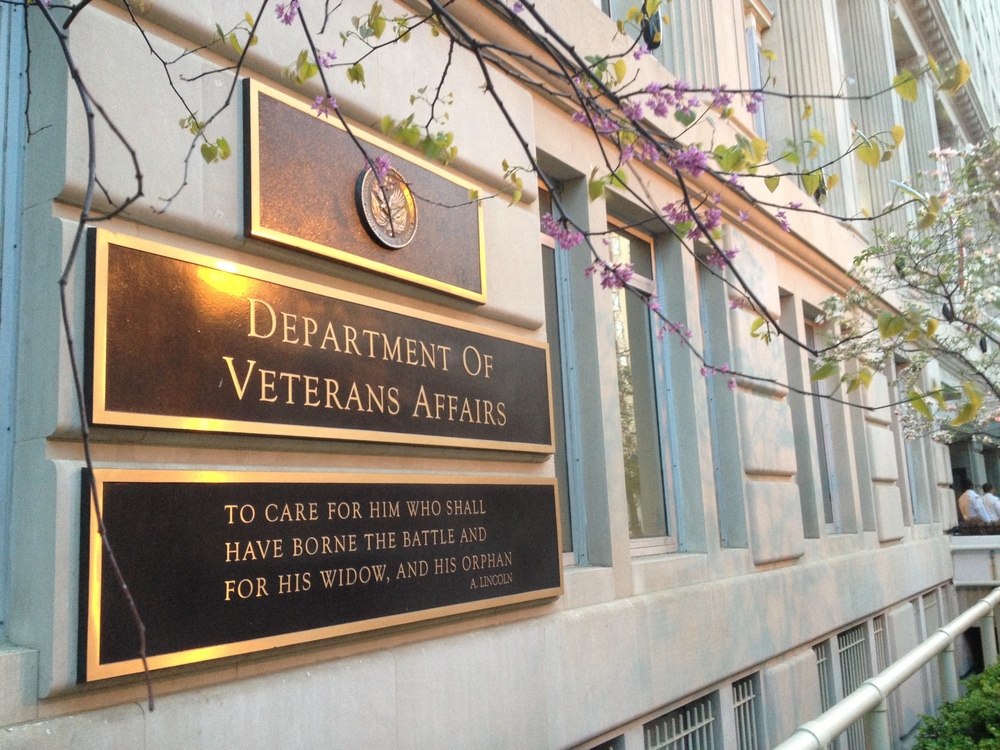 DEPARTMENT OF
VETERANS AFFAIRS
TO CARE FOR HIM WHO SHALL
HAVE BORNE THE BATTLE AND
FOR HIS WIDOW, AND HIS ORPHAN
A. LINCOLN